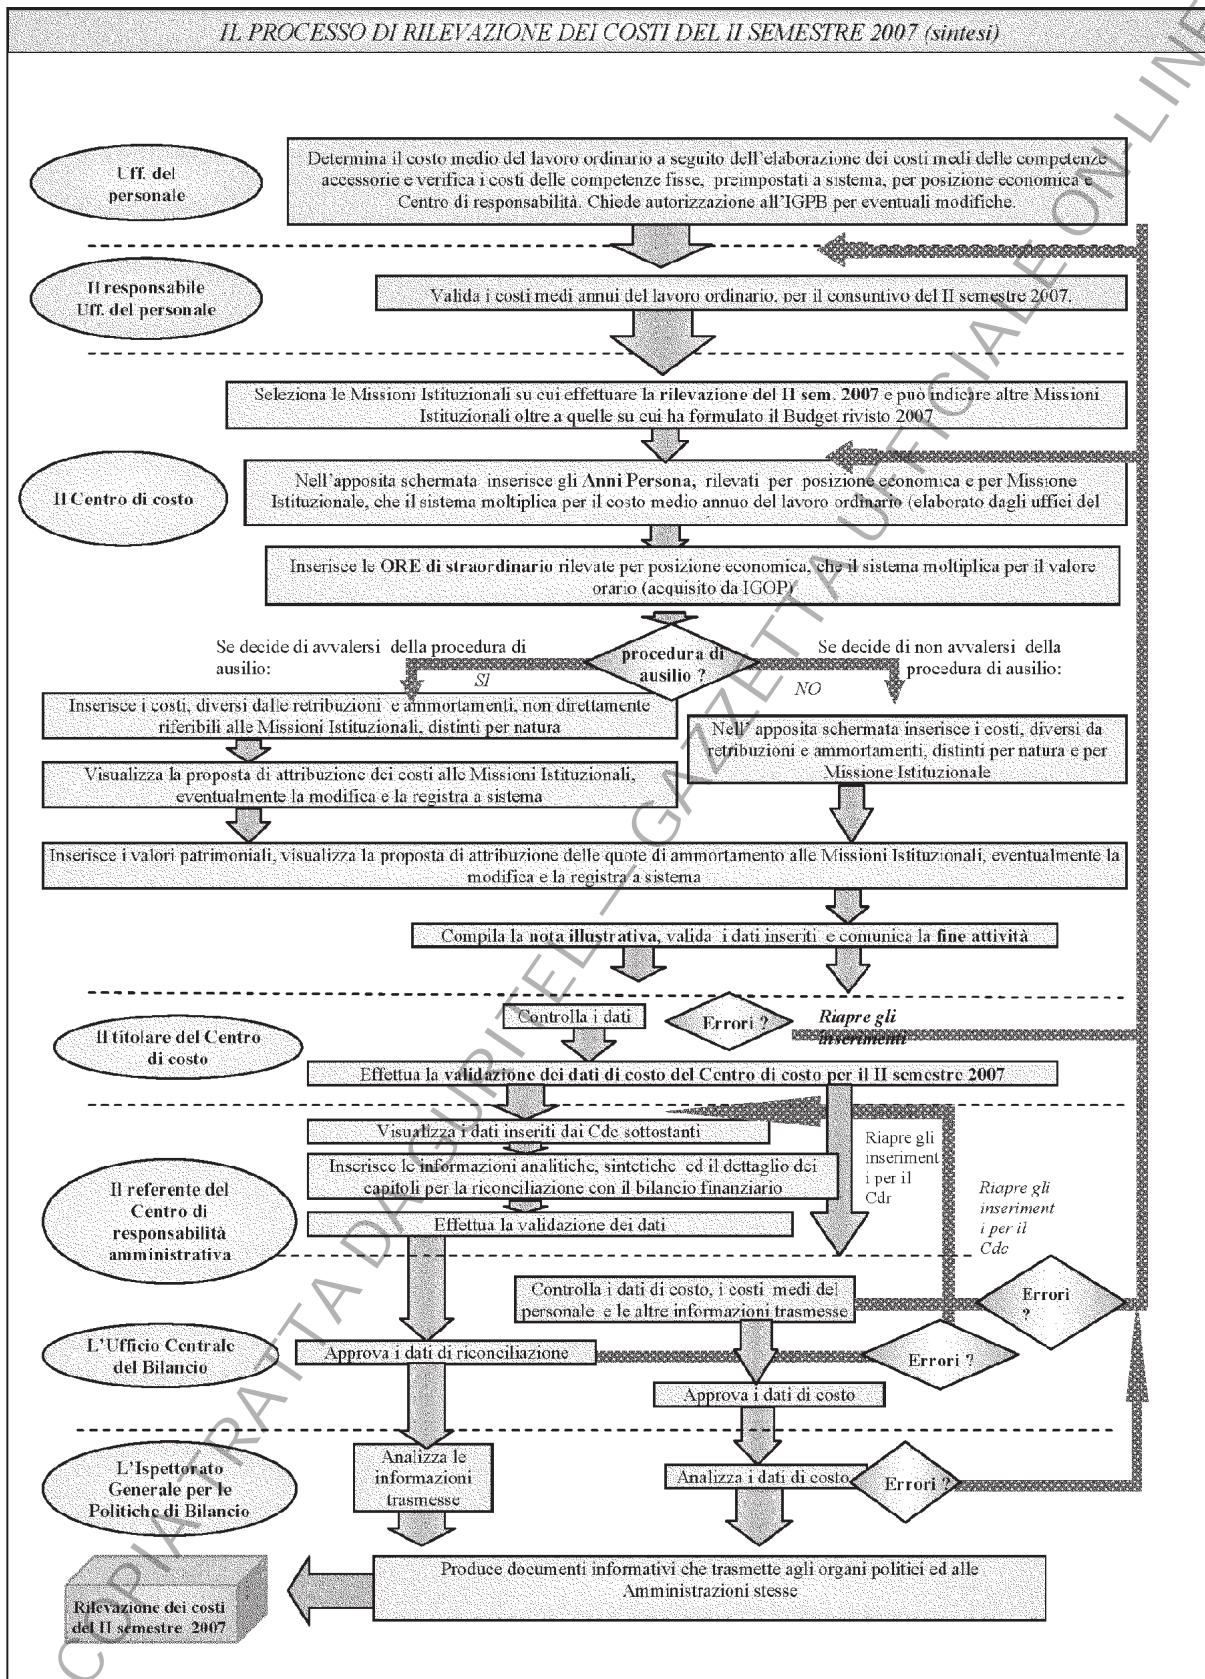 IL PROCESSO DI RILEVAZIONE DEI COSTI DEL II SEMESTRE 2007 (sintesi)
Uff. del
personale
Determina il costo medio del lavoro ordinario a seguito dell'elaborazione dei costi medi delle competenze
accessorie e verifica i costi delle competenze fisse, preimpostati a sistema, per posizione economica e
Centro di responsabilità. Chiede autorizzazione all'IGPB per eventuali modifiche.
Il responsabile
Uff. del personale
Valida i costi medi annui del lavoro ordinario, per il consuntivo del II semestre 2007.
Seleziona le Missioni Istituzionali su cui effettuare la rilevazione del II sem. 2007 e può indicare altre Missioni
Istituzionali oltre a quelle su cui ha formulato il Budget rivisto 2007
Il Centro di costo
Nell'apposita schermata inserisce gli Anni Persona, rilevati per posizione economica e per Missione
Istituzionale, che il sistema moltiplica per il costo medio annuo del lavoro ordinario (elaborato dagli uffici del
Inserisce le ORE di straordinario rilevate per posizione economica, che il sistema moltiplica per il valore
orario (acquisito da IGOP)
Se decide di avvalersi della procedura di
ausilio:
SI
procedura di
ausilio ?
Se decide di non avvalersi della
procedura di ausilio:
NO
Inserisce i costi, diversi dalle retribuzioni e ammortamenti, non direttamente
riferibili alle Missioni Istituzionali, distinti per natura
Nell' apposita schermata inserisce i costi, diversi da
retribuzioni e ammortamenti, distinti per natura e per
Missione Istituzionale
Visualizza la proposta di attribuzione dei costi alle Missioni Istituzionali,
eventualmente la modifica e la registra a sistema
Inserisce i valori patrimoniali, visualizza la proposta di attribuzione delle quote di ammortamento alle Missioni Istituzionali, eventualmente la
modifica e la registra a sistema
Compila la nota illustrativa, valida i dati inseriti e comunica la fine attività
Il titolare del Centro
di costo
Controlla i dati
Errori ?
Riapre gli
inserimenti
Effettua la validazione dei dati di costo del Centro di costo per il II semestre 2007
Il referente del
Centro di
responsabilità
amministrativa
Visualizza i dati inseriti dai Cdc sottostanti
Inserisce le informazioni analitiche, sintetiche ed il dettaglio dei
capitoli per la riconciliazione con il bilancio finanziario
Effettua la validazione dei dati
Riapre gli
inseriment
i per il
Cdr
Riapre gli
inseriment
i per il
Cdc
Controlla i dati di costo, i costi medi del
personale e le altre informazioni trasmesse
Errori
?
L'Ufficio Centrale
del Bilancio
Approva i dati di riconciliazione
Errori ?
Approva i dati di costo
L'Ispettorato
Generale per le
Politiche di Bilancio
Analizza le
informazioni
trasmesse
Analizza i dati di costo
Errori ?
Produce documenti informativi che trasmette agli organi politici ed alle
Amministrazioni stesse
Rilevazione dei costi
del II semestre 2007
COPIA TRATTA DA GURITEL — GAZZETTA UFFICIALE ON-LINE